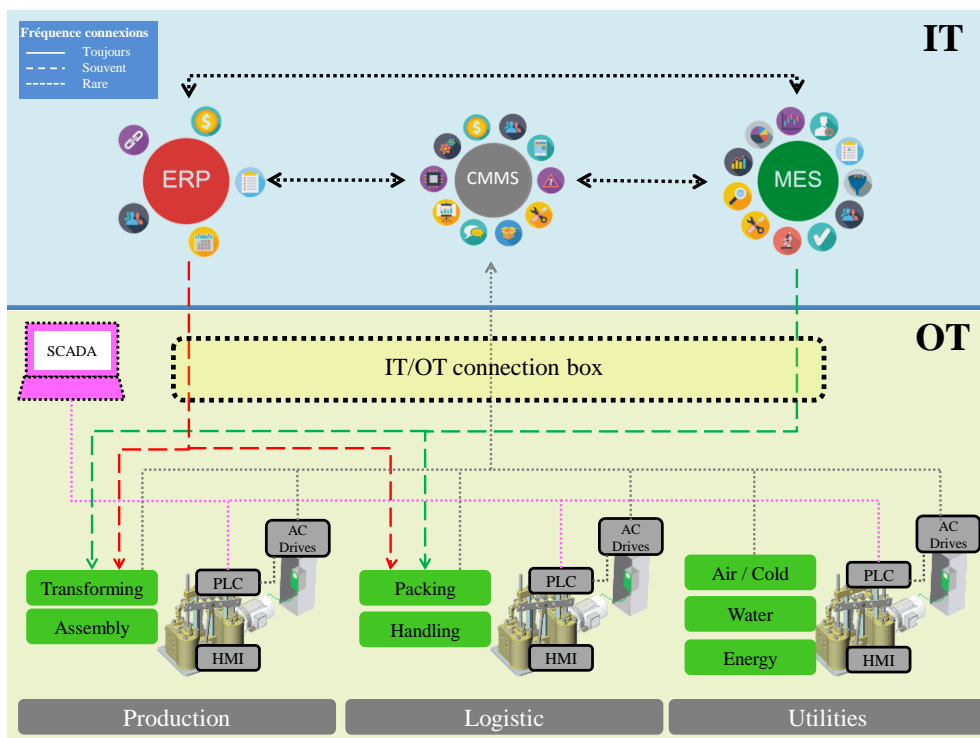 Fréquence connexions
Toujours
Souvent
Rare
IT
ERP
CMMS
MES
OT
SCADA
IT/OT connection box
AC
Drives
AC
Drives
AC
Drives
Transforming
PLC
Packing
PLC
Air / Cold
PLC
Assembly
Handling
Water
HMI
HMI
Energy
HMI
Production
Logistic
Utilities